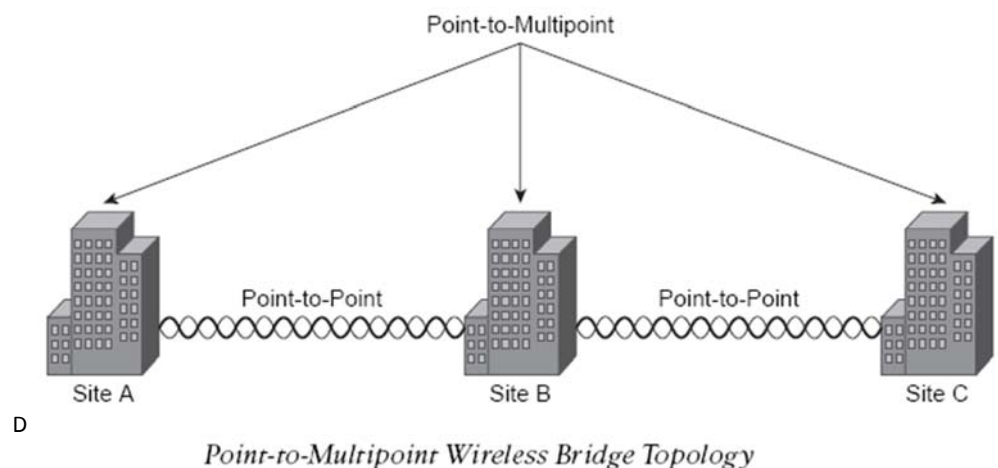 Point-to-Multipoint
Point-to-Point Point-to-Point
Site A Site B Site C
D
Point-to-Multipoint Wireless Bridge Topology